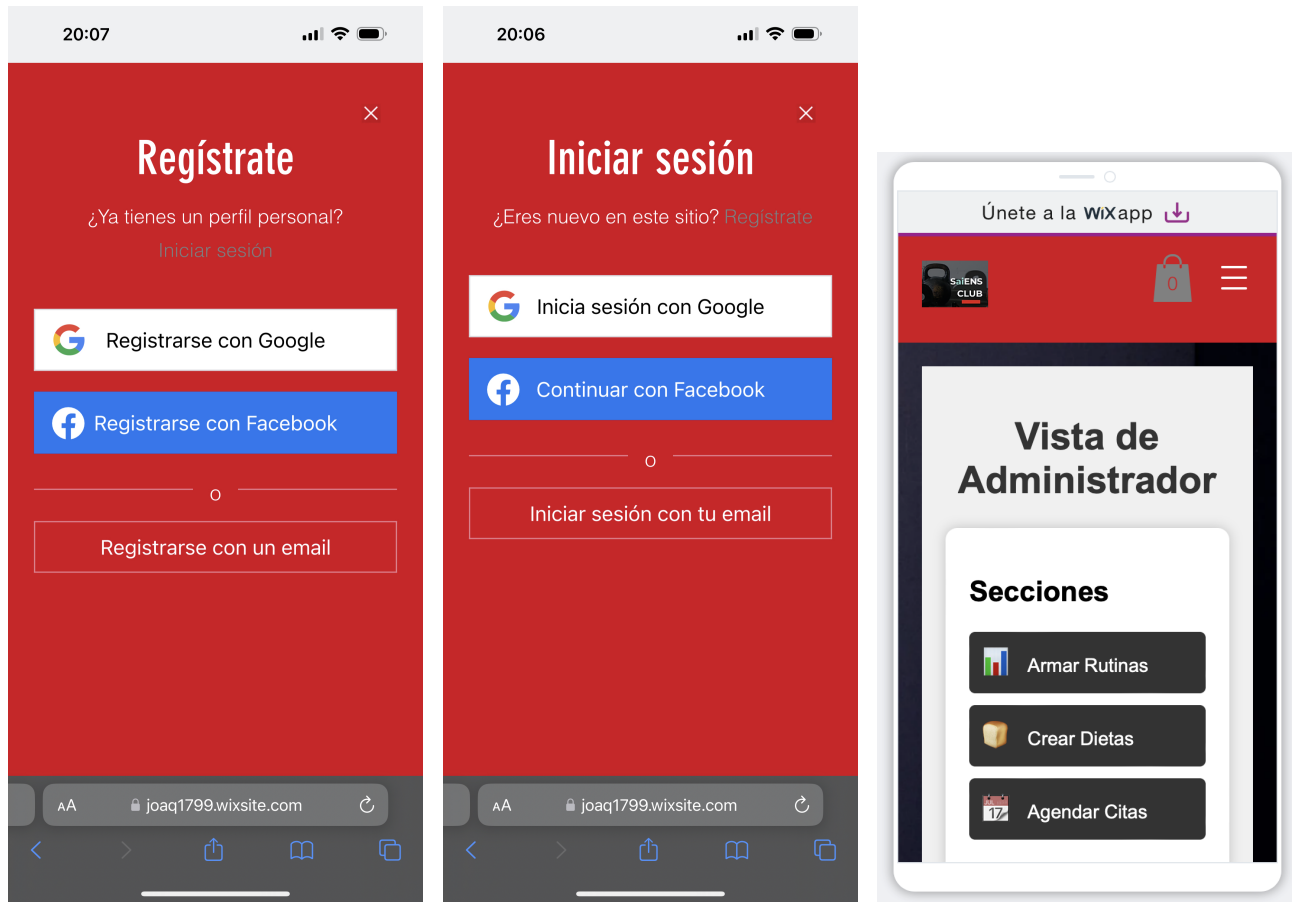 20:07
Regístrate
¿Ya tienes un perfil personal?
Iniciar sesión
Registrarse con Google
Registrarse con Facebook
o
Registrarse con un email
AA
joaq1799.wixsite.com
20:06
Iniciar sesión
¿Eres nuevo en este sitio? Regístrate
Inicia sesión con Google
Continuar con Facebook
o
Iniciar sesión con tu email
AA
joaq1799.wixsite.com
Únete a la WiXapp
SaiENS
CLUB
0
Vista de
Administrador
Secciones
Armar Rutinas
Crear Dietas
17
Agendar Citas